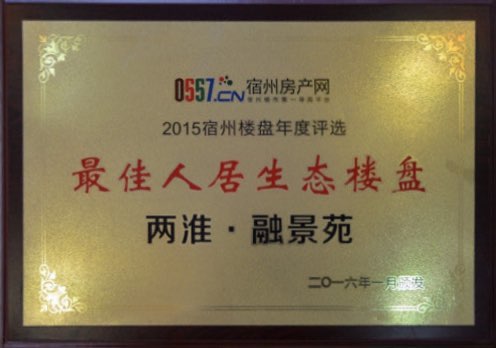 0557.CN 宿州房产网
2015宿州楼盘年度评选
最佳人居生态楼盘
两淮·融景苑
二〇一六年一月颁发